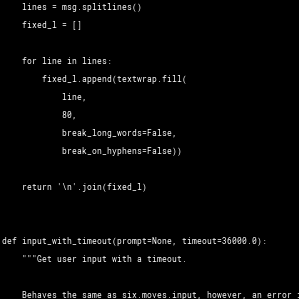 lines = msg.splitlines()
fixed_l = []
for line in lines:
fixed_l.append(textwrap.fill(
line,
80,
break_long_words=False,
break_on_hyphens=False))
return '\n'.join(fixed_l)
def input_with_timeout(prompt=None, timeout=36000.0):
"""Get user input with a timeout.
Behaves the same as six.moves.input, however, an error